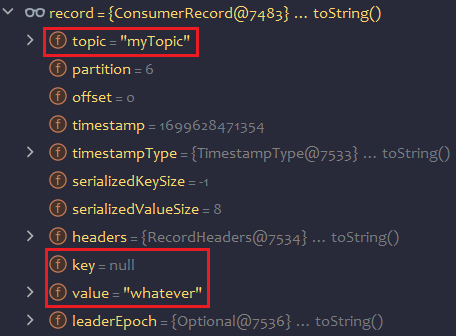 record = {ConsumerRecord@7483} ... toString()
topic = "myTopic"
partition = 6
offset = 0
timestamp = 1699628471354
timestampType = {TimestampType@7533} ... toString()
serializedKeySize = -1
serializedValueSize = 8
headers = {RecordHeaders@7534} ... toString()
key = null
value = "whatever"
leaderEpoch = {Optional@7536} ... toString()